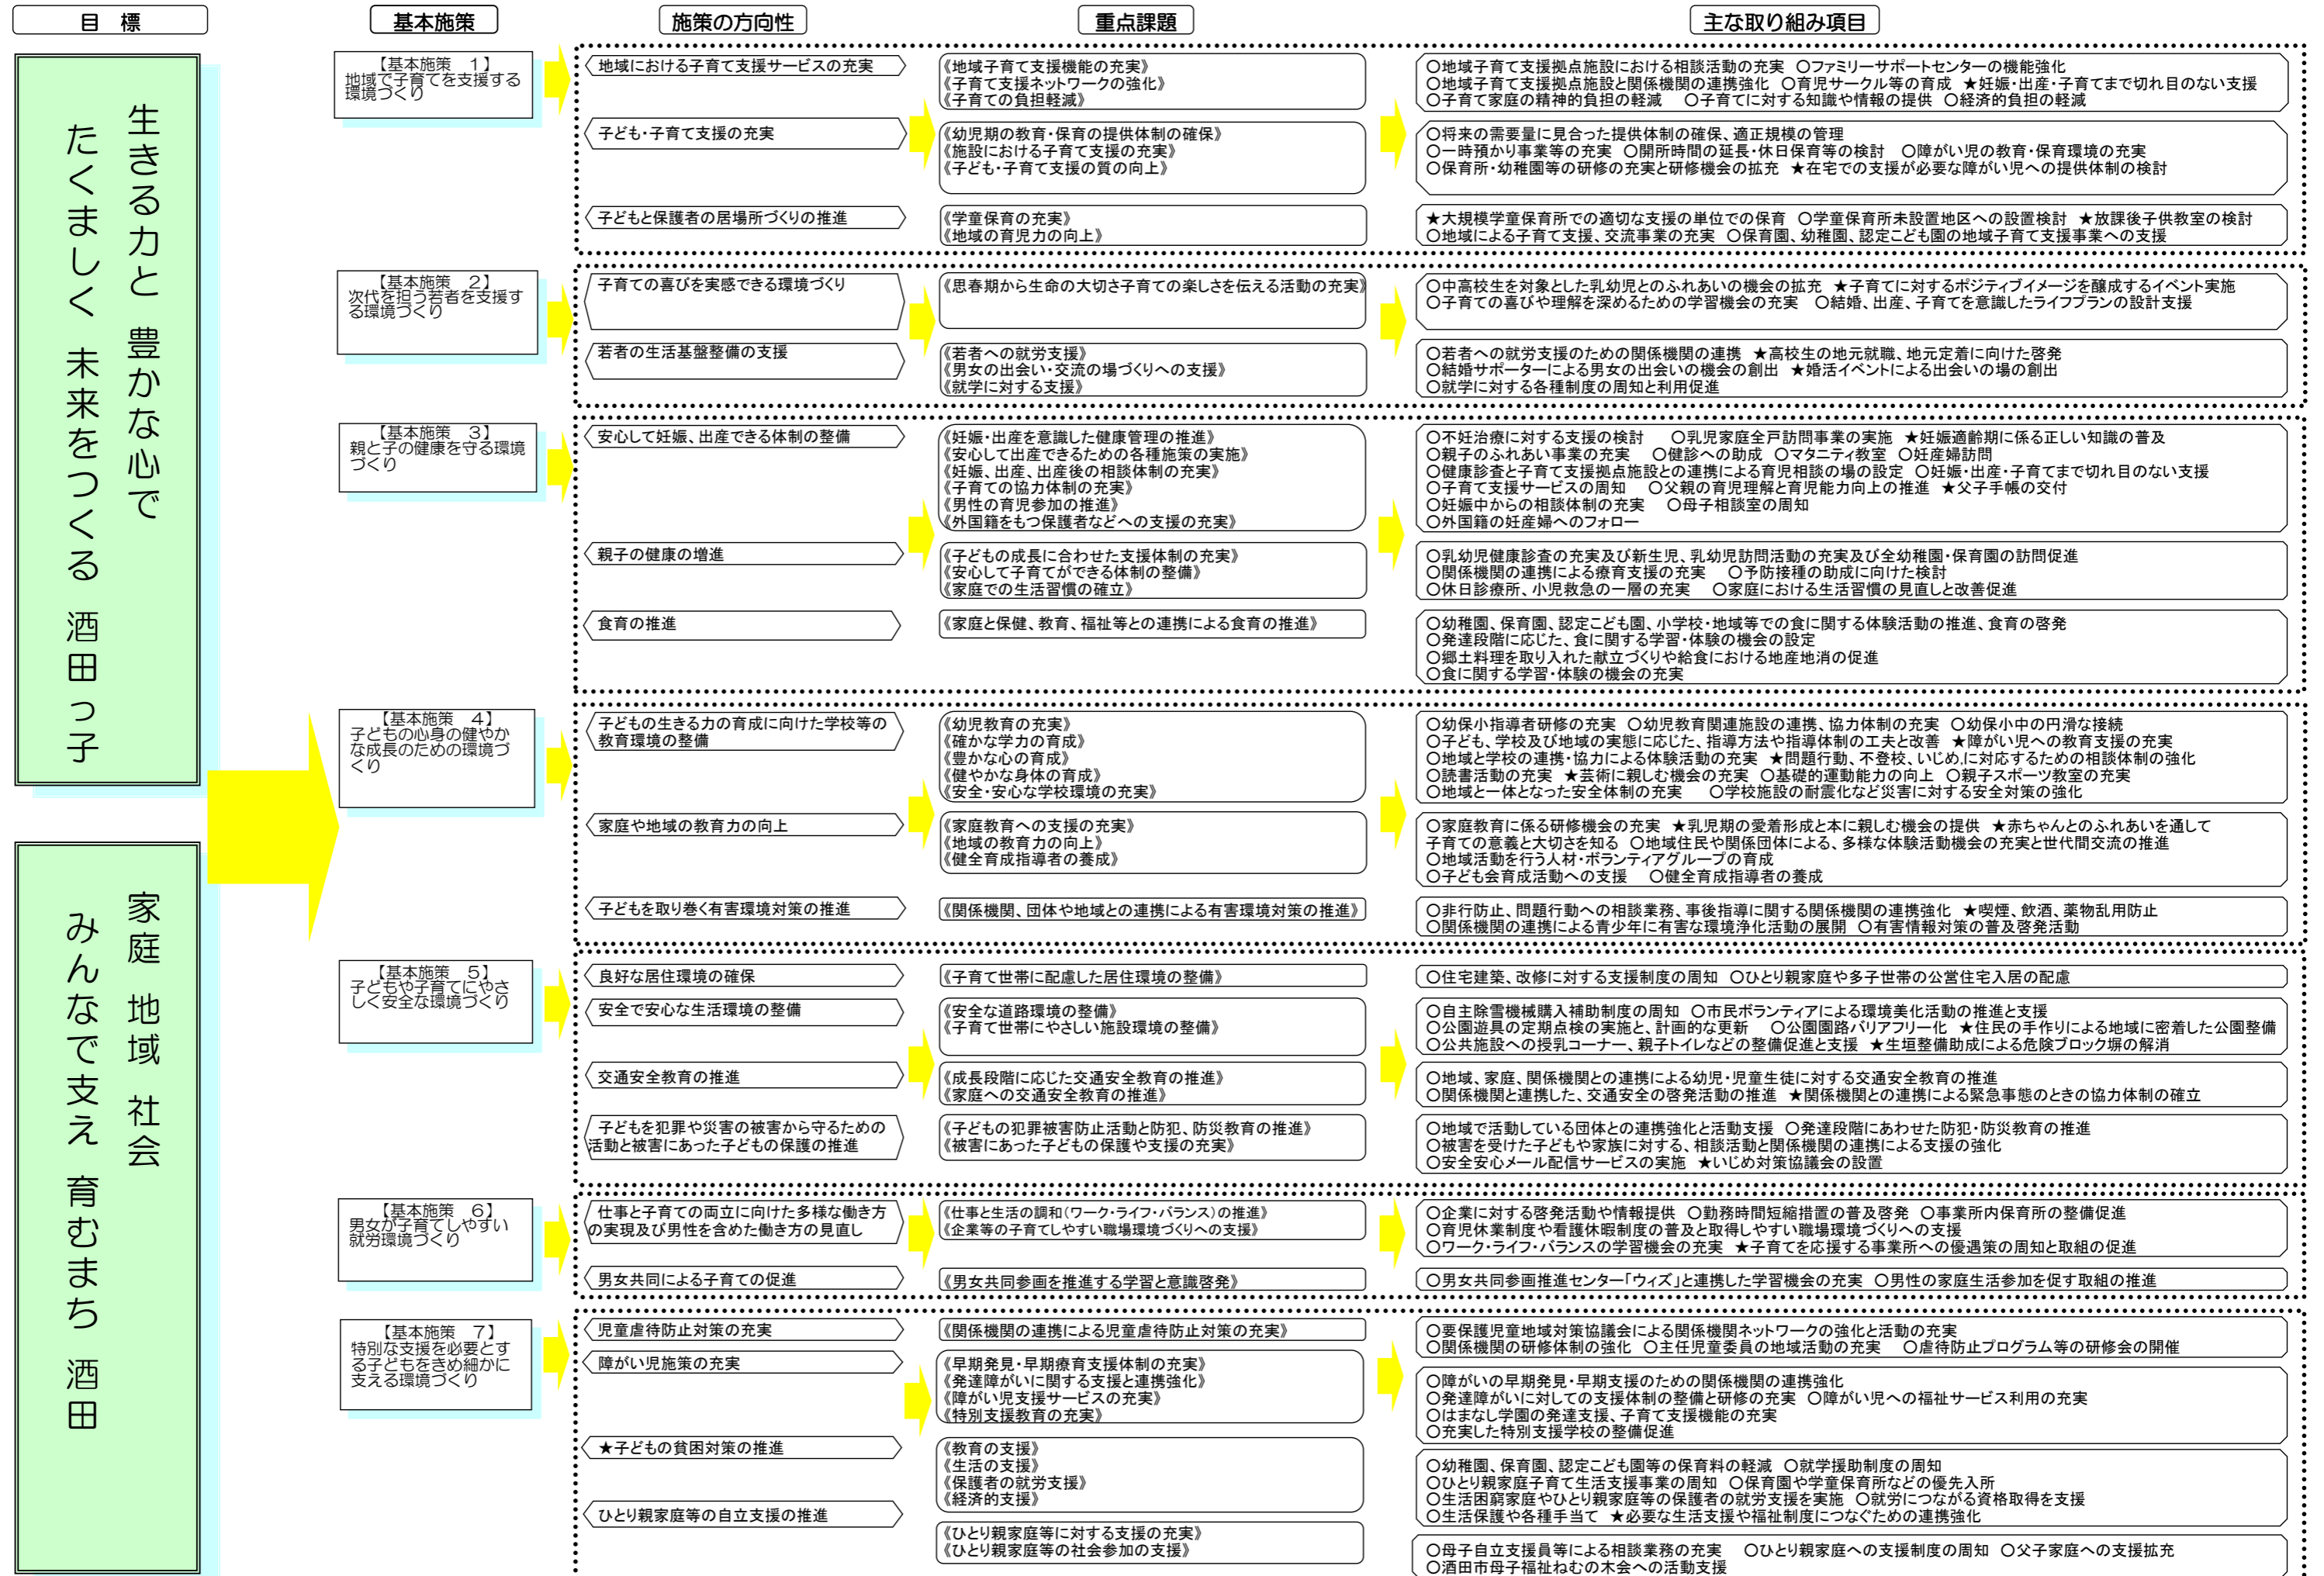 目　標
基本施策
施策の方向性
重点課題
主な取り組み項目
生きる力と　豊かな心で
たくましく　未来をつくる　酒田っ子
家庭　地域　社会
みんなで支え　育むまち　酒田
【基本施策　1】
地域で子育てを支援する
環境づくり
地域における子育て支援サービスの充実
《地域子育て支援機能の充実》
《子育て支援ネットワークの強化》
《子育ての負担軽減》
○地域子育て支援拠点施設における相談活動の充実　○ファミリーサポートセンターの機能強化
○地域子育て支援拠点施設と関係機関の連携強化　○育児サークル等の育成　★妊娠・出産・子育てまで切れ目のない支援
○子育て家庭の精神的負担の軽減　　○子育てに対する知識や情報の提供　○経済的負担の軽減
子ども・子育て支援の充実
《幼児期の教育・保育の提供体制の確保》
《施設における子育て支援の充実》
《子ども・子育て支援の質の向上》
○将来の需要量に見合った提供体制の確保、適正規模の管理
○一時預かり事業等の充実　○開所時間の延長・休日保育等の検討　○障がい児の教育・保育環境の充実
○保育所・幼稚園等の研修の充実と研修機会の拡充　★在宅での支援が必要な障がい児への提供体制の検討
子どもと保護者の居場所づくりの推進
《学童保育の充実》
《地域の育児力の向上》
★大規模学童保育所での適切な支援の単位での保育　○学童保育所未設置地区への設置検討　★放課後子供教室の検討
○地域による子育て支援、交流事業の充実　○保育園、幼稚園、認定こども園の地域子育て支援事業への支援
【基本施策　2】
次代を担う若者を支援す
る環境づくり
子育ての喜びを実感できる環境づくり
《思春期から生命の大切さ子育ての楽しさを伝える活動の充実》
○中高校生を対象とした乳幼児とのふれあいの機会の拡充　★子育てに対するポジティブイメージを醸成するイベント実施
○子育ての喜びや理解を深めるための学習機会の充実　○結婚、出産、子育てを意識したライフプランの設計支援
若者の生活基盤整備の支援
《若者への就労支援》
《男女の出会い・交流の場づくりへの支援》
《就学に対する支援》
○若者への就労支援のための関係機関の連携　★高校生の地元就職、地元定着に向けた啓発
○結婚サポーターによる男女の出会いの機会の創出　★婚活イベントによる出会いの場の創出
○就学に対する各種制度の周知と利用促進
【基本施策　3】
親と子の健康を守る環境
づくり
安心して妊娠、出産できる体制の整備
《妊娠・出産を意識した健康管理の推進》
《安心して出産できるための各種施策の実施》
《妊娠、出産、出産後の相談体制の充実》
《子育ての協力体制の充実》
《男性の育児参加の推進》
《外国籍をもつ保護者などへの支援の充実》
○不妊治療に対する支援の検討　　○乳児家庭全戸訪問事業の実施　★妊娠適齢期に係る正しい知識の普及
○親子のふれあい事業の充実　○健診への助成　○マタニティ教室　○妊産婦訪問
○健康診査と子育て支援拠点施設との連携による育児相談の場の設定　○妊娠・出産・子育てまで切れ目のない支援
○子育て支援サービスの周知　　○父親の育児理解と育児能力向上の推進　★父子手帳の交付
○妊娠中からの相談体制の充実　　○母子相談室の周知
○外国籍の妊産婦へのフォロー
親子の健康の増進
《子どもの成長に合わせた支援体制の充実》
《安心して子育てができる体制の整備》
《家庭での生活習慣の確立》
○乳幼児健康診査の充実及び新生児、乳幼児訪問活動の充実及び全幼稚園・保育園の訪問促進
○関係機関の連携による療育支援の充実　　○予防接種の助成に向けた検討
○休日診療所、小児救急の一層の充実　　○家庭における生活習慣の見直しと改善促進
食育の推進
《家庭と保健、教育、福祉等との連携による食育の推進》
○幼稚園、保育園、認定こども園、小学校・地域等での食に関する体験活動の推進、食育の啓発
○発達段階に応じた、食に関する学習・体験の機会の設定
○郷土料理を取り入れた献立づくりや給食における地産地消の促進
○食に関する学習・体験の機会の充実
【基本施策　4】
子どもの心身の健やか
な成長のための環境づ
くり
子どもの生きる力の育成に向けた学校等の
教育環境の整備
《幼児教育の充実》
《確かな学力の育成》
《豊かな心の育成》
《健やかな身体の育成》
《安全・安心な学校環境の充実》
○幼保小指導者研修の充実　○幼児教育関連施設の連携、協力体制の充実　○幼保小中の円滑な接続
○子ども、学校及び地域の実態に応じた、指導方法や指導体制の工夫と改善　★障がい児への教育支援の充実
○地域と学校の連携・協力による体験活動の充実　★問題行動、不登校、いじめ,に対応するための相談体制の強化
○読書活動の充実　★芸術に親しむ機会の充実　○基礎的運動能力の向上　○親子スポーツ教室の充実
○地域と一体となった安全体制の充実　　○学校施設の耐震化など災害に対する安全対策の強化
家庭や地域の教育力の向上
《家庭教育への支援の充実》
《地域の教育力の向上》
《健全育成指導者の養成》
○家庭教育に係る研修機会の充実　★乳児期の愛着形成と本に親しむ機会の提供　★赤ちゃんとのふれあいを通して
子育ての意義と大切さを知る　○地域住民や関係団体による、多様な体験活動機会の充実と世代間交流の推進
○地域活動を行う人材・ボランティアグループの育成
○子ども会育成活動への支援　　○健全育成指導者の養成
子どもを取り巻く有害環境対策の推進
《関係機関、団体や地域との連携による有害環境対策の推進》
○非行防止、問題行動への相談業務、事後指導に関する関係機関の連携強化　★喫煙、飲酒、薬物乱用防止
○関係機関の連携による青少年に有害な環境浄化活動の展開　○有害情報対策の普及啓発活動
【基本施策　5】
子どもや子育てにやさ
しく安全な環境づくり
良好な居住環境の確保
《子育て世帯に配慮した居住環境の整備》
○住宅建築、改修に対する支援制度の周知　○ひとり親家庭や多子世帯の公営住宅入居の配慮
安全で安心な生活環境の整備
《安全な道路環境の整備》
《子育て世帯にやさしい施設環境の整備》
○自主除雪機械購入補助制度の周知　○市民ボランティアによる環境美化活動の推進と支援
○公園遊具の定期点検の実施と、計画的な更新　　○公園園路バリアフリー化　★住民の手作りによる地域に密着した公園整備
○公共施設への授乳コーナー、親子トイレなどの整備促進と支援　★生垣整備助成による危険ブロック塀の解消
交通安全教育の推進
《成長段階に応じた交通安全教育の推進》
《家庭への交通安全教育の推進》
○地域、家庭、関係機関との連携による幼児・児童生徒に対する交通安全教育の推進
○関係機関と連携した、交通安全の啓発活動の推進　★関係機関との連携による緊急事態のときの協力体制の確立
子どもを犯罪や災害の被害から守るための
活動と被害にあった子どもの保護の推進
《子どもの犯罪被害防止活動と防犯、防災教育の推進》
《被害にあった子どもの保護や支援の充実》
○地域で活動している団体との連携強化と活動支援　○発達段階にあわせた防犯・防災教育の推進
○被害を受けた子どもや家族に対する、相談活動と関係機関の連携による支援の強化
○安全安心メール配信サービスの実施　★いじめ対策協議会の設置
【基本施策　6】
男女が子育てしやすい
就労環境づくり
仕事と子育ての両立に向けた多様な働き方
の実現及び男性を含めた働き方の見直し
《仕事と生活の調和（ワーク・ライフ・バランス）の推進》
《企業等の子育てしやすい職場環境づくりへの支援》
○企業に対する啓発活動や情報提供　○勤務時間短縮措置の普及啓発　○事業所内保育所の整備促進
○育児休業制度や看護休暇制度の普及と取得しやすい職場環境づくりへの支援
○ワーク・ライフ・バランスの学習機会の充実　★子育てを応援する事業所への優遇策の周知と取組の促進
男女共同による子育ての促進
《男女共同参画を推進する学習と意識啓発》
○男女共同参画推進センター「ウィズ」と連携した学習機会の充実　○男性の家庭生活参加を促す取組の推進
【基本施策　7】
特別な支援を必要とす
る子どもをきめ細かに
支える環境づくり
児童虐待防止対策の充実
《関係機関の連携による児童虐待防止対策の充実》
○要保護児童地域対策協議会による関係機関ネットワークの強化と活動の充実
○関係機関の研修体制の強化　○主任児童委員の地域活動の充実　　○虐待防止プログラム等の研修会の開催
障がい児施策の充実
《早期発見・早期療育支援体制の充実》
《発達障がいに関する支援と連携強化》
《障がい児支援サービスの充実》
《特別支援教育の充実》
○障がいの早期発見・早期支援のための関係機関の連携強化
○発達障がいに対しての支援体制の整備と研修の充実　○障がい児への福祉サービス利用の充実
○はまなし学園の発達支援、子育て支援機能の充実
○充実した特別支援学校の整備促進
★子どもの貧困対策の推進
《教育の支援》
《生活の支援》
《保護者の就労支援》
《経済的支援》
○幼稚園、保育園、認定こども園等の保育料の軽減　○就学援助制度の周知
○ひとり親家庭子育て生活支援事業の周知　○保育園や学童保育所などの優先入所
○生活困窮家庭やひとり親家庭等の保護者の就労支援を実施　○就労につながる資格取得を支援
○生活保護や各種手当て　★必要な生活支援や福祉制度につなぐための連携強化
ひとり親家庭等の自立支援の推進
《ひとり親家庭等に対する支援の充実》
《ひとり親家庭等の社会参加の支援》
○母子自立支援員等による相談業務の充実　　○ひとり親家庭への支援制度の周知　○父子家庭への支援拡充
○酒田市母子福祉ねむの木会への活動支援